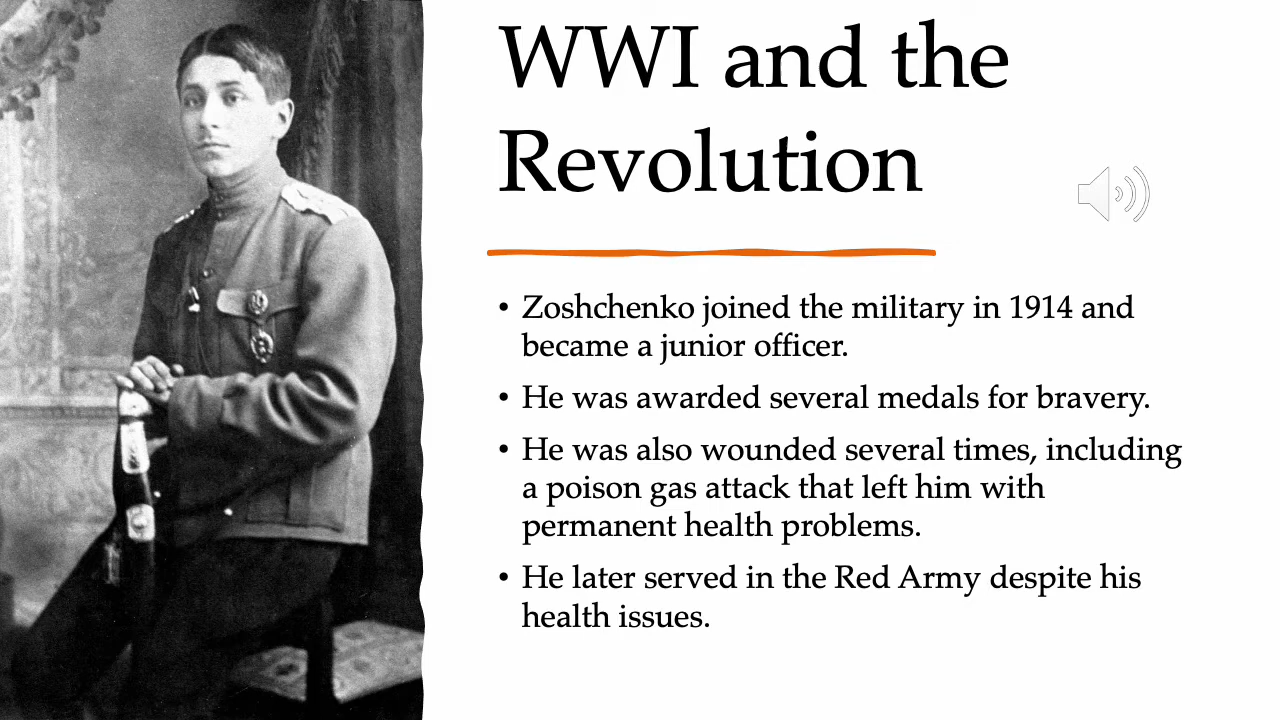 WWI and the
Revolution
• Zoshchenko joined the military in 1914 and
became a junior officer.
• He was awarded several medals for bravery.
• He was also wounded several times, including
a poison gas attack that left him with
permanent health problems.
• He later served in the Red Army despite his
health issues.